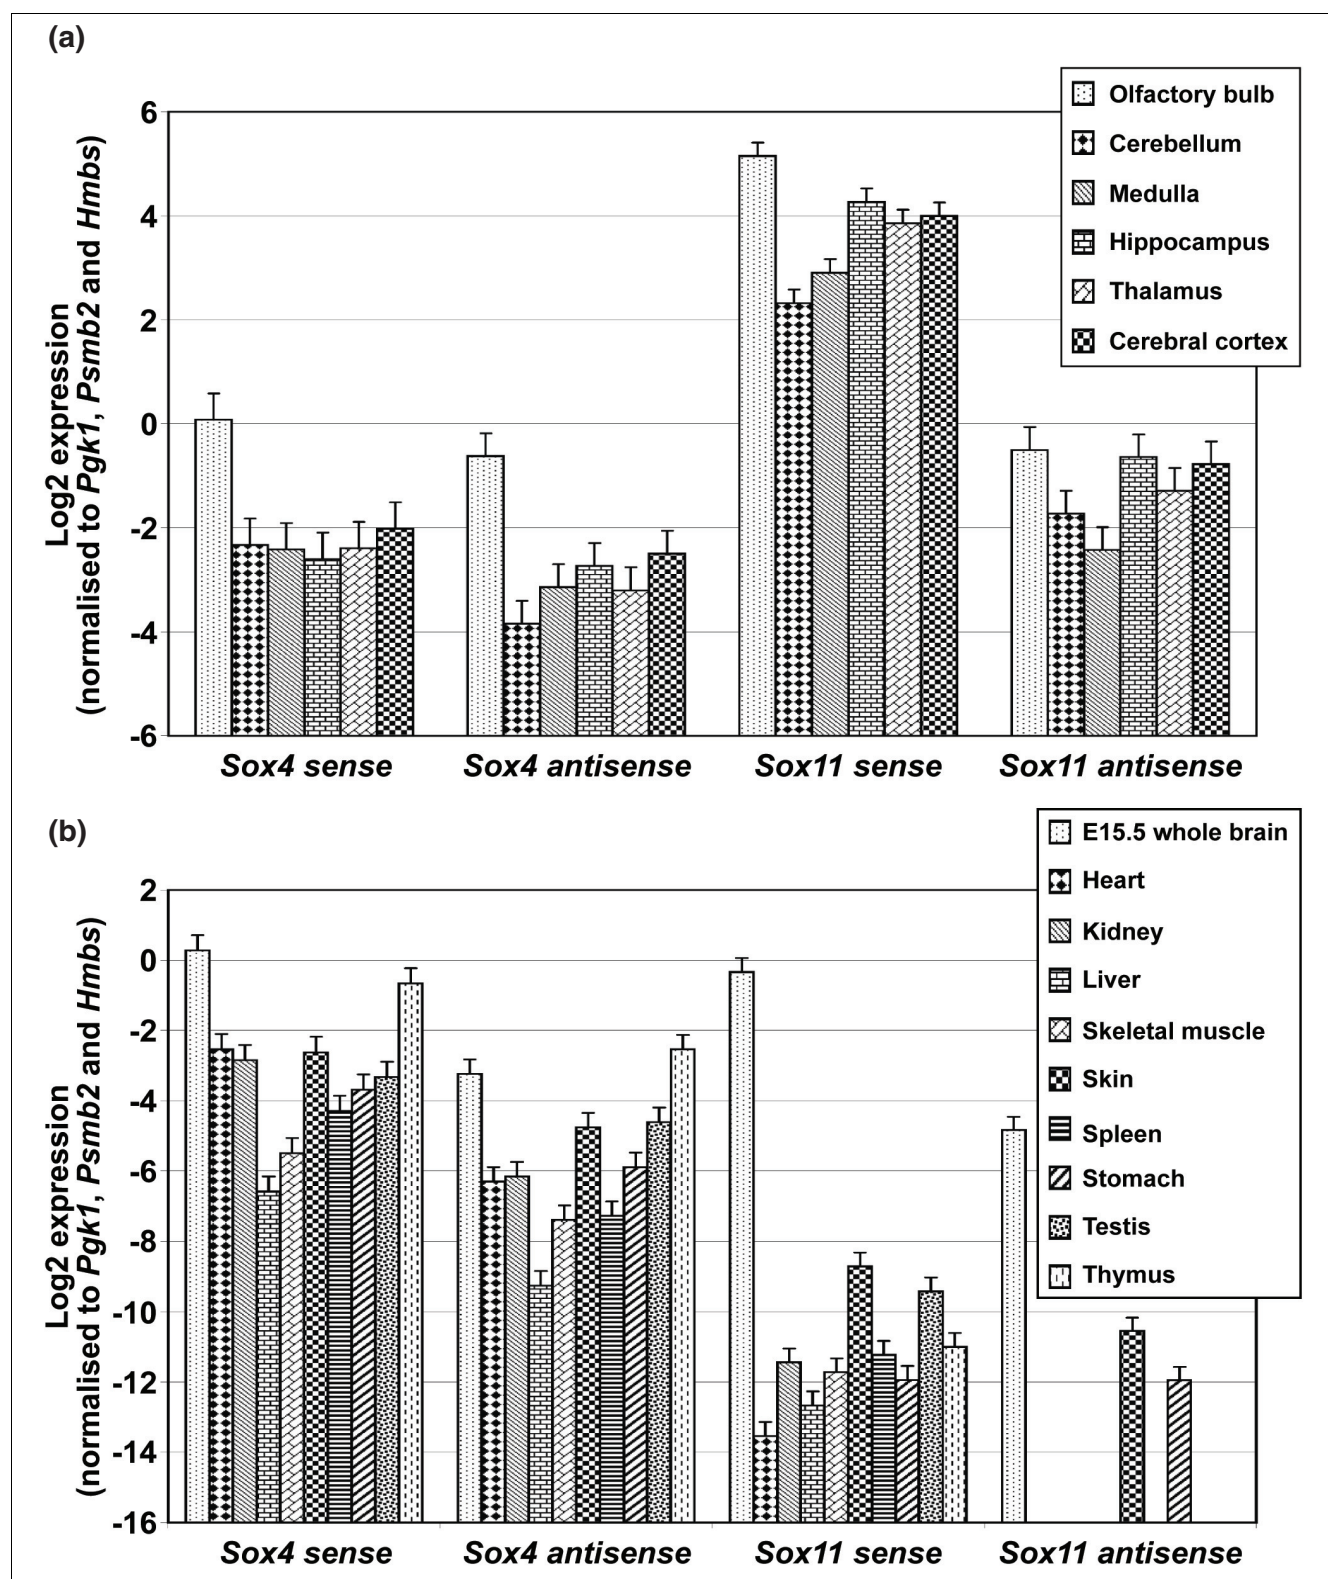 (a)
Log2 expression
(normalised to Pgk1, Psmb2 and Hmbs)
6
4
2
0
-2
-4
-6
Olfactory bulb
Cerebellum
Medulla
Hippocampus
Thalamus
Cerebral cortex
Sox4 sense
Sox4 antisense
Sox11 sense
Sox11 antisense
(b)
Log2 expression
(normalised to Pgk1, Psmb2 and Hmbs)
2
0
-2
-4
-6
-8
-10
-12
-14
-16
E15.5 whole brain
Heart
Kidney
Liver
Skeletal muscle
Skin
Spleen
Stomach
Testis
Thymus
Sox4 sense
Sox4 antisense
Sox11 sense
Sox11 antisense